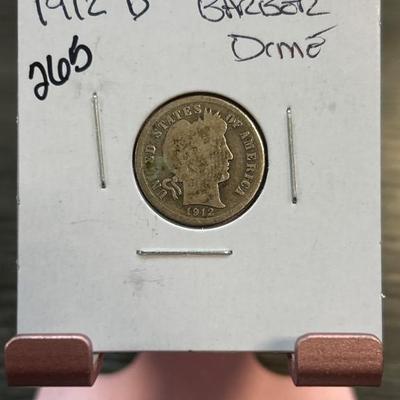 1912 D BARBER
DIME
265
UNITED STATES OF AMERICA
1912